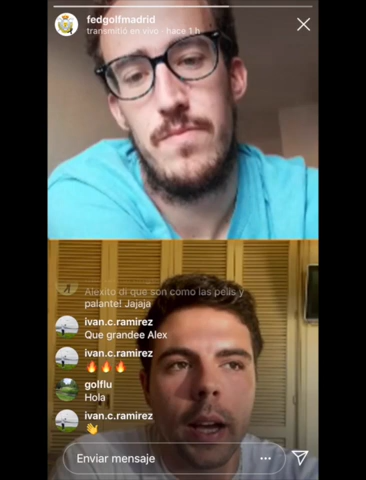 fedgolfmadrid
transmitió en vivo · hace 1 h
Alexito di que son como las pelis y
palante! Jajaja
ivan.c.ramirez
Que grandee Alex
ivan.c.ramirez
🔥🔥🔥
golflu
Hola
ivan.c.ramirez
👋
Enviar mensaje